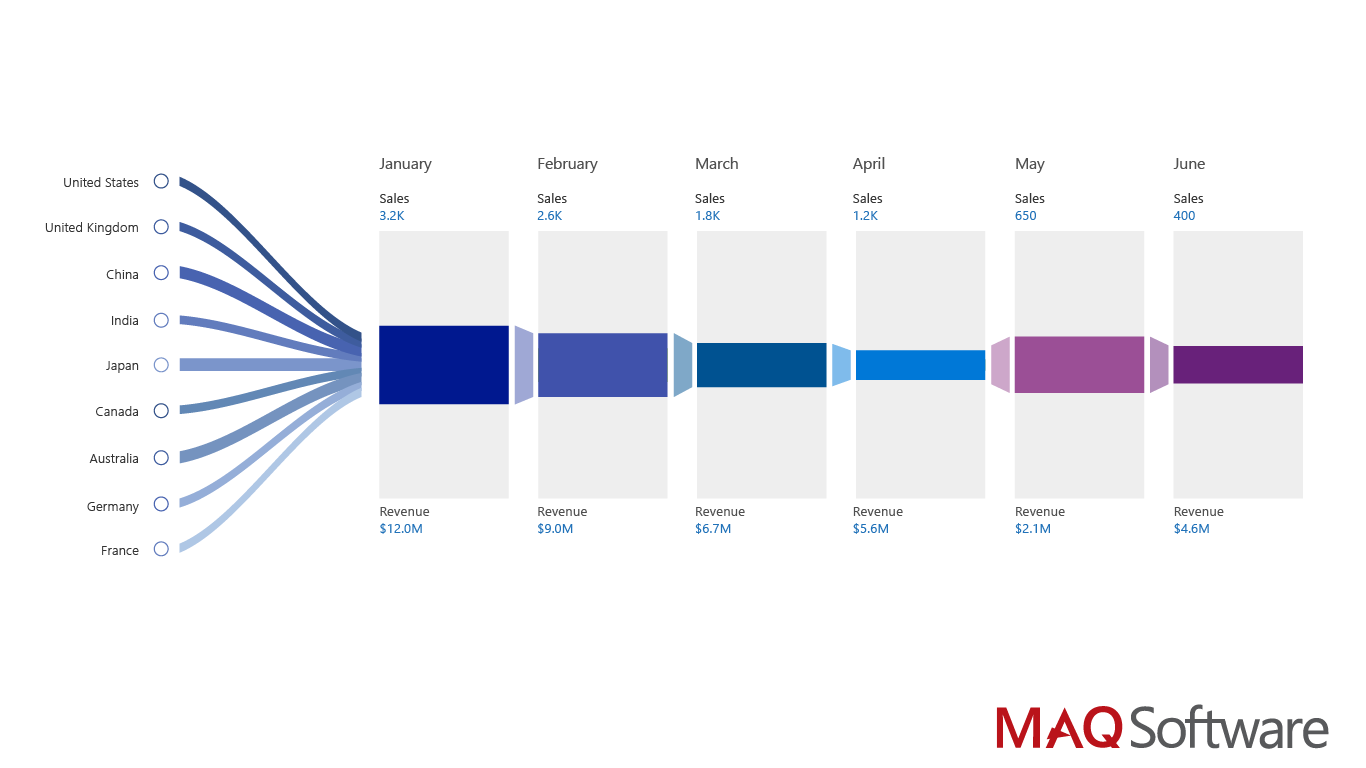 United States
United Kingdom
China
India
Japan
Canada
Australia
Germany
France
January
Sales
3.2K
Revenue
$12.0M
February
Sales
2.6K
Revenue
$9.0M
March
Sales
1.8K
Revenue
$6.7M
April
Sales
1.2K
Revenue
$5.6M
May
Sales
650
Revenue
$2.1M
June
Sales
400
Revenue
$4.6M
MAQ Software